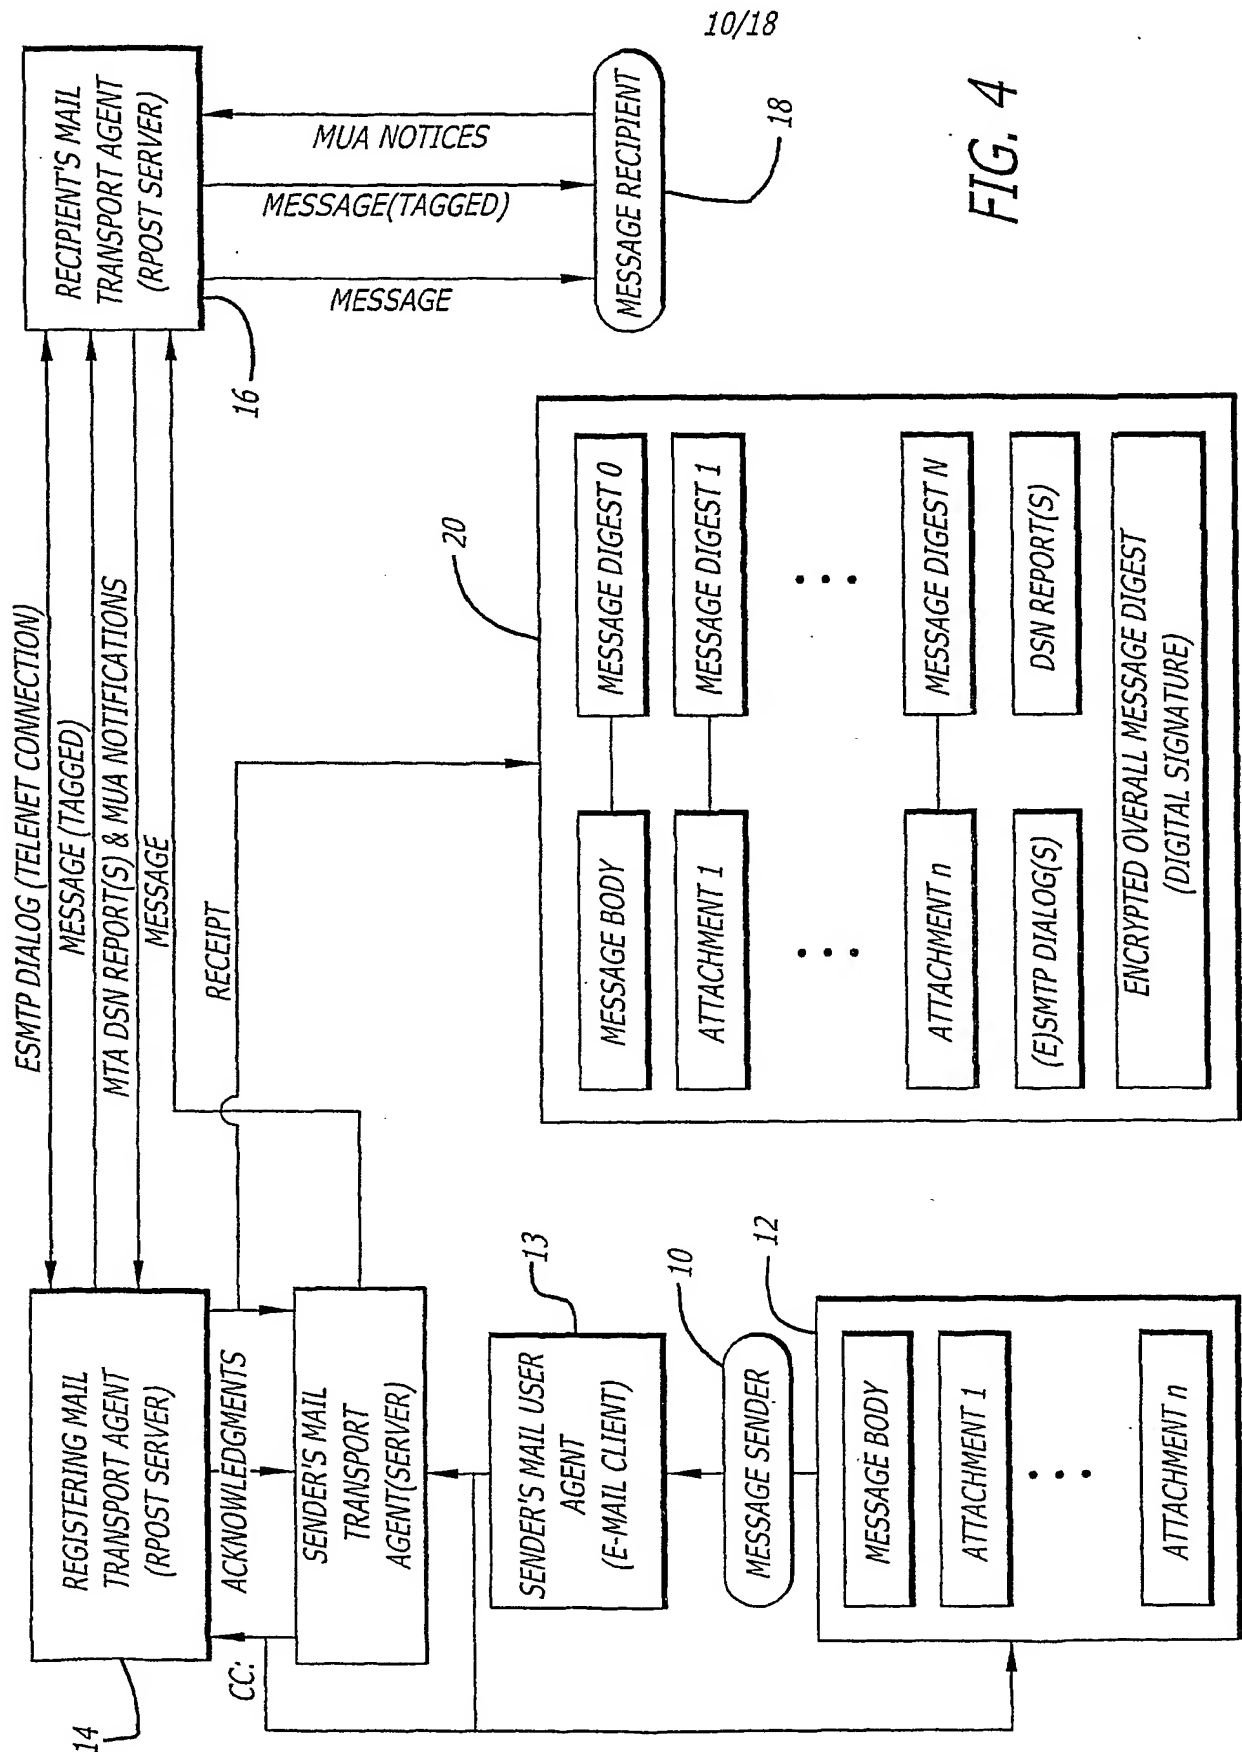 10/18
REGISTERING MAIL
TRANSPORT AGENT
(RPOST SERVER)
14
ESMTP DIALOG (TELENET CONNECTION)
MESSAGE (TAGGED)
MTA DSN REPORT(S) & MUA NOTIFICATIONS
MESSAGE
RECIPIENT'S MAIL
TRANSPORT AGENT
(RPOST SERVER)
16
CC:
ACKNOWLEDGMENTS
RECEIPT
MESSAGE
MESSAGE(TAGGED)
MUA NOTICES
SENDER'S MAIL
TRANSPORT
AGENT(SERVER)
MESSAGE RECIPIENT
18
SENDER'S MAIL USER
AGENT
(E-MAIL CLIENT)
13
MESSAGE SENDER
10
12
MESSAGE BODY
ATTACHMENT 1
• • •
ATTACHMENT n
20
MESSAGE BODY
MESSAGE DIGEST 0
ATTACHMENT 1
MESSAGE DIGEST 1
• • •
• • •
ATTACHMENT n
MESSAGE DIGEST N
(E)SMTP DIALOG(S)
DSN REPORT(S)
ENCRYPTED OVERALL MESSAGE DIGEST
(DIGITAL SIGNATURE)
FIG. 4